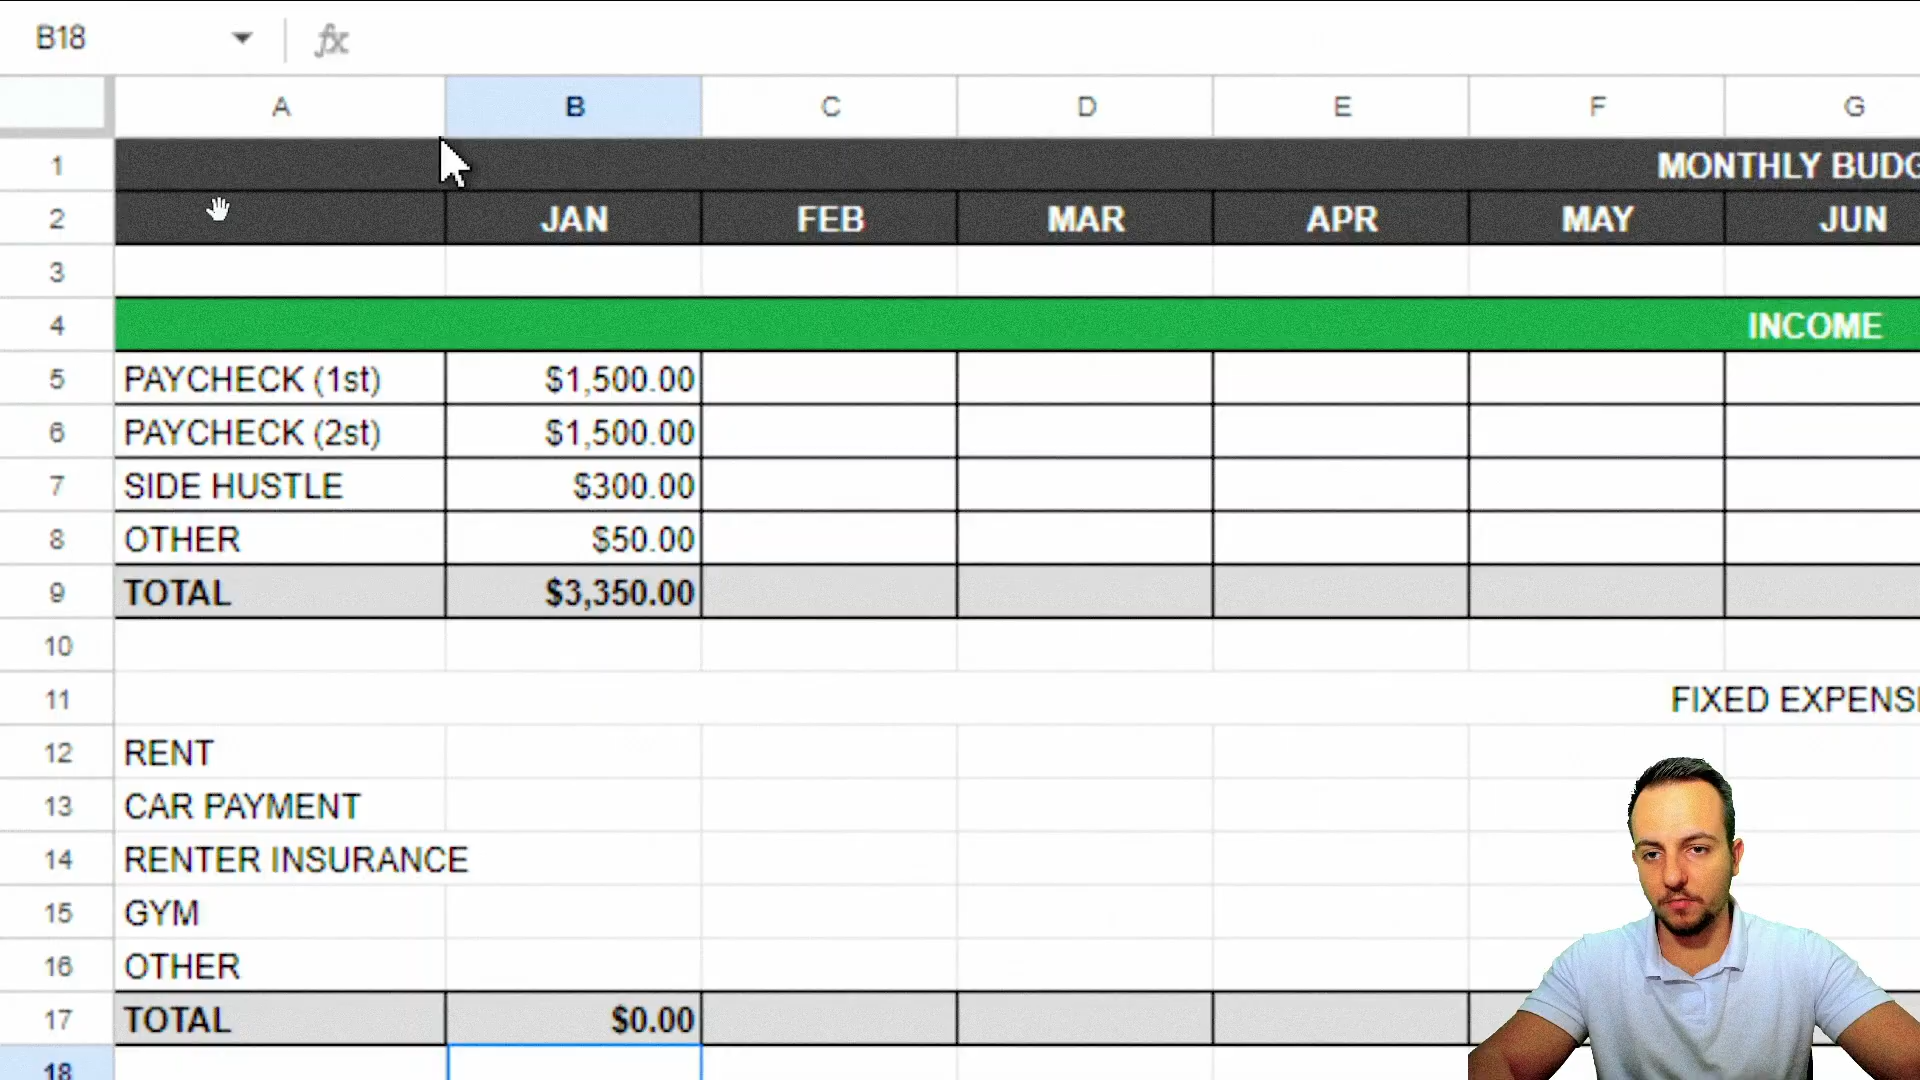 B18 fx
A B C D E F G
1 MONTHLY BUDG
2 JAN FEB MAR APR MAY JUN
3
4 INCOME
5 PAYCHECK (1st) $1,500.00
6 PAYCHECK (2st) $1,500.00
7 SIDE HUSTLE $300.00
8 OTHER $50.00
9 TOTAL $3,350.00
10
11 FIXED EXPENS
12 RENT
13 CAR PAYMENT
14 RENTER INSURANCE
15 GYM
16 OTHER
17 TOTAL $0.00
18